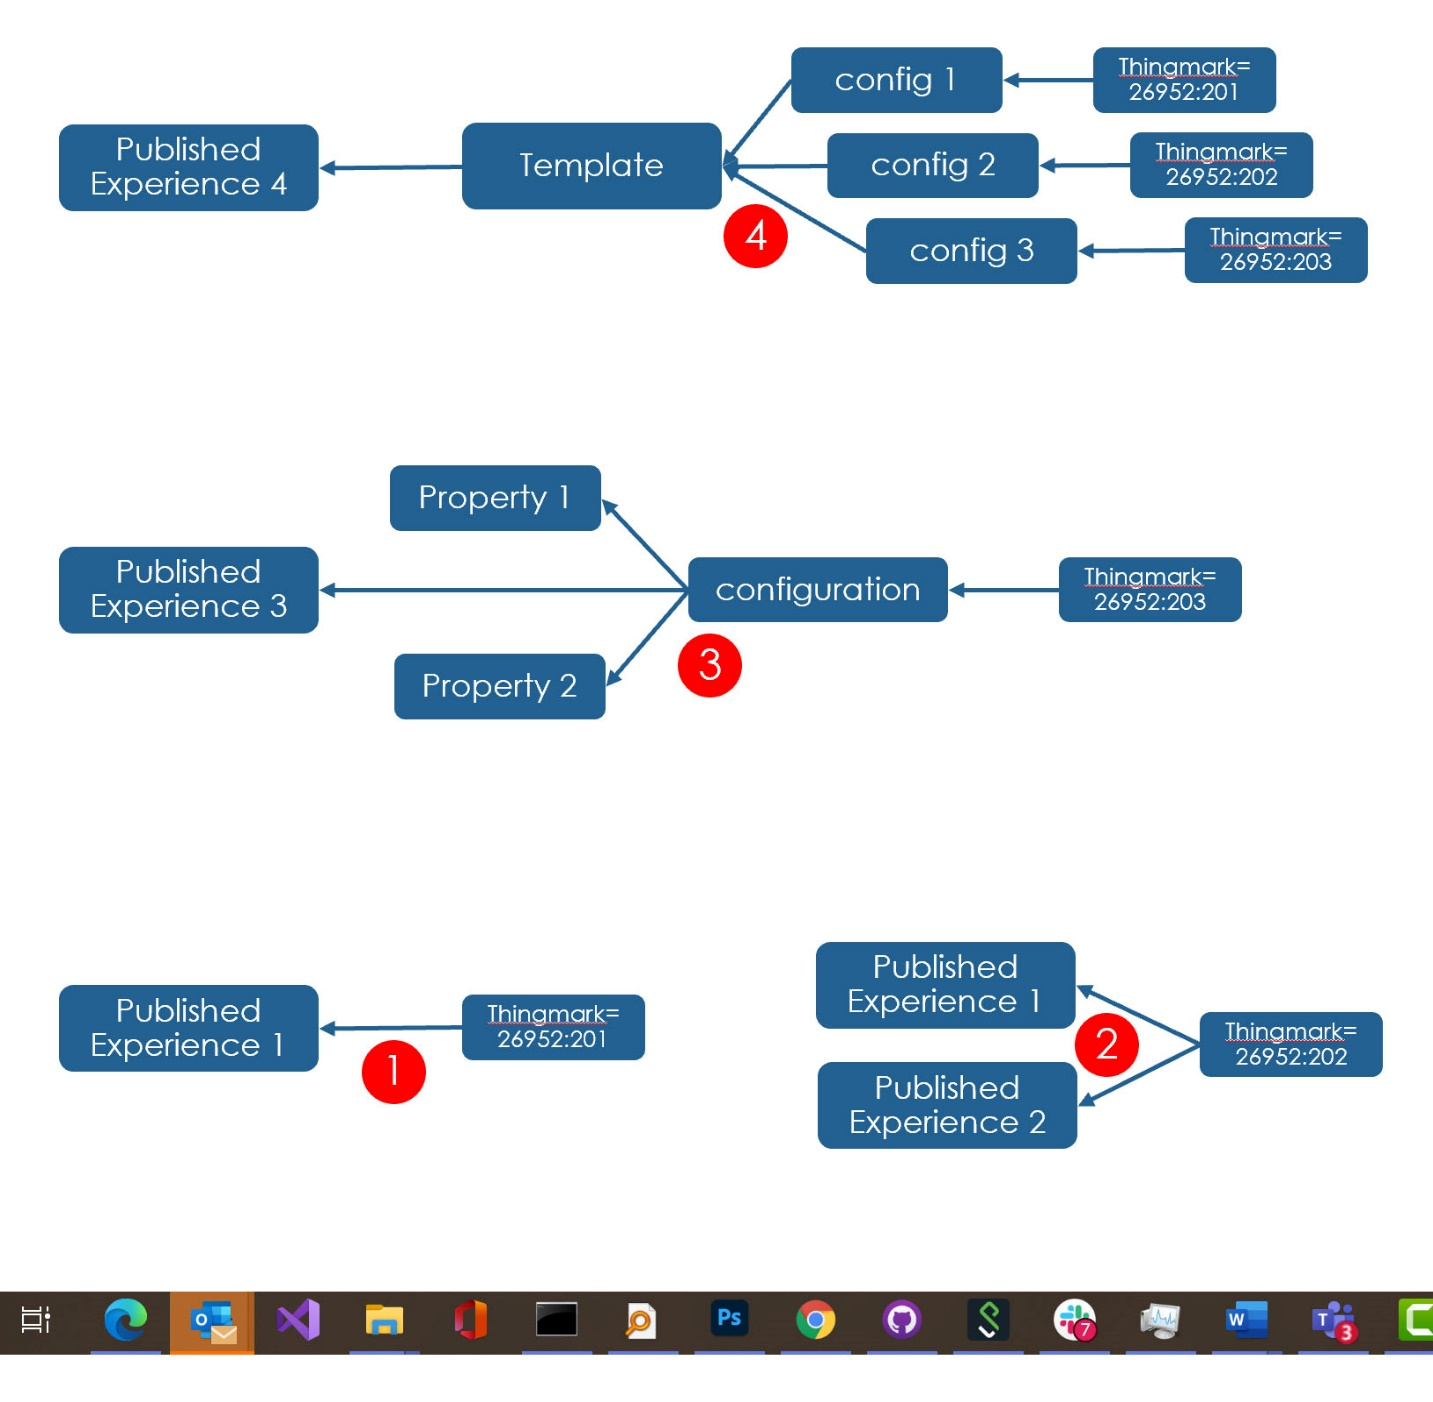 config 1
Thingmark=
26952:201
Published
Experience 4
Template
config 2
Thingmark=
26952:202
4
config 3
Thingmark=
26952:203
Property 1
Published
Experience 3
configuration
Thingmark=
26952:203
3
Property 2
Published
Experience 1
Thingmark=
26952:201
1
Published
Experience 1
2
Thingmark=
26952:202
Published
Experience 2
O
Ps
7
W
T
3